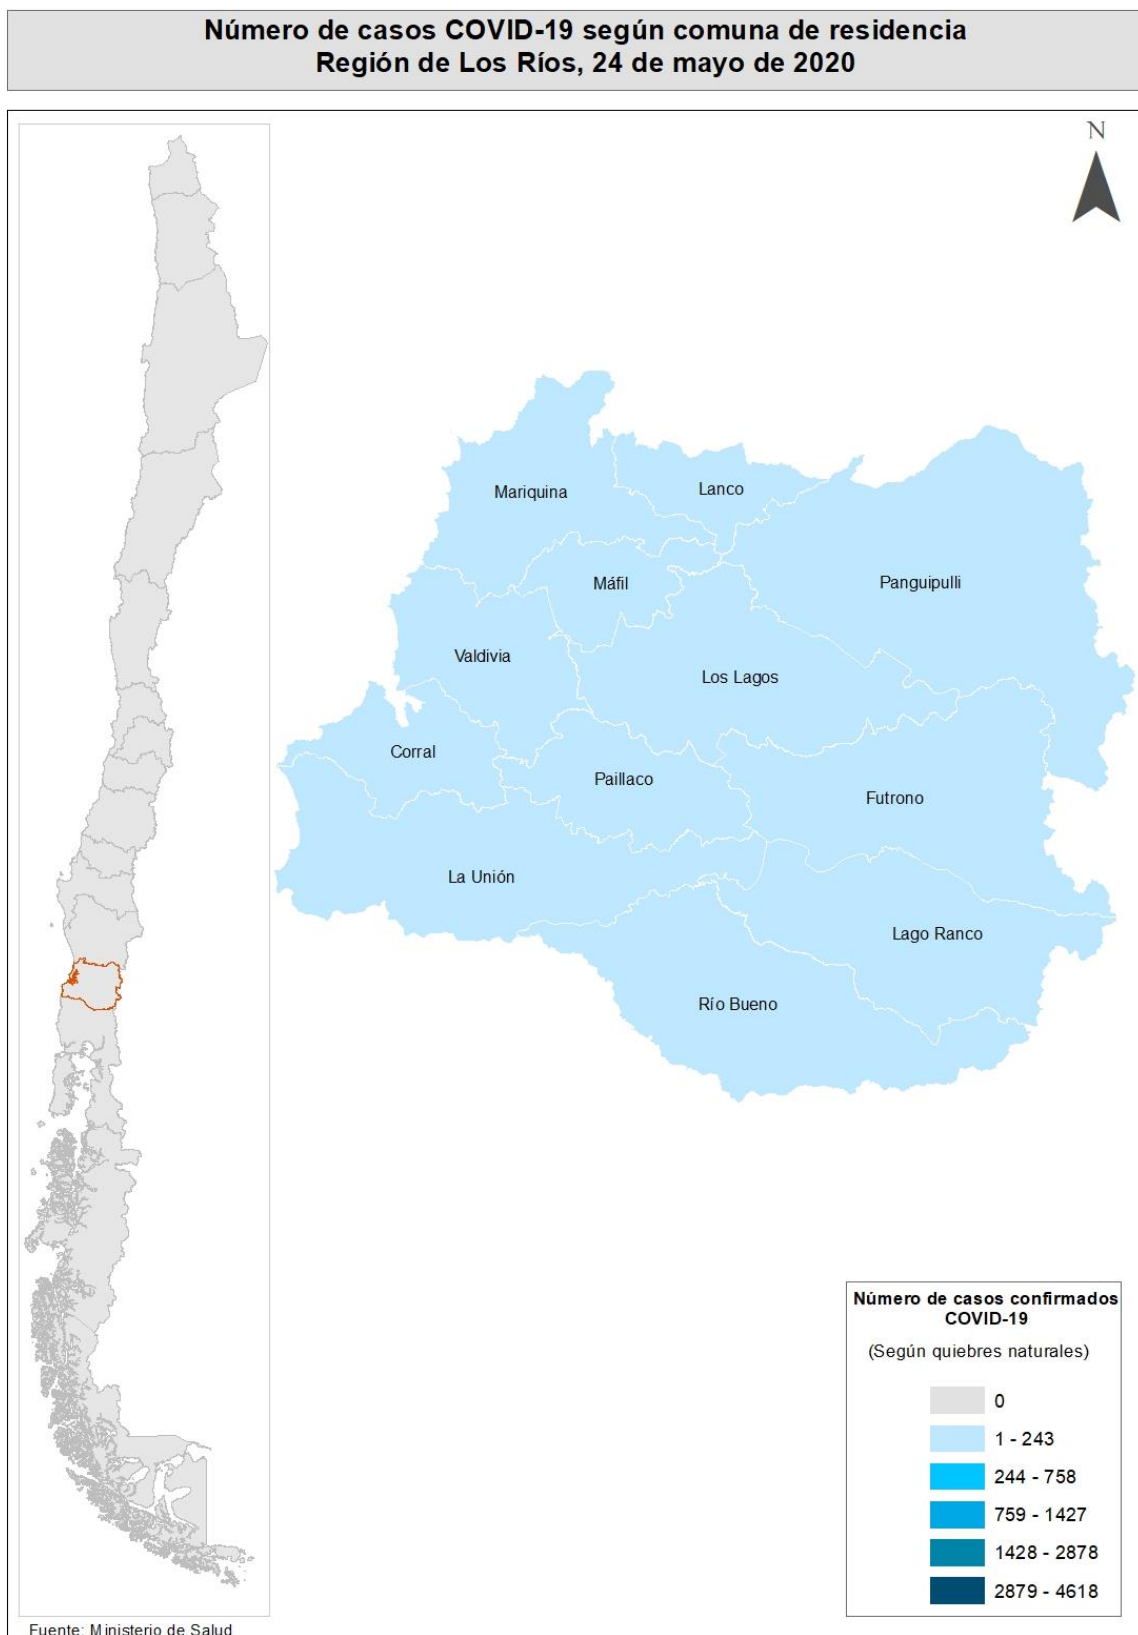 Número de casos COVID-19 según comuna de residencia
Región de Los Ríos, 24 de mayo de 2020
N
Mariquina
Lanco
Máfil
Panguipulli
Valdivia
Los Lagos
Corral
Paillaco
Futrono
La Unión
Lago Ranco
Río Bueno
Número de casos confirmados
COVID-19
(Según quiebres naturales)
0
1 - 243
244 - 758
759 - 1427
1428 - 2878
2879 - 4618
Fuente: Ministerio de Salud